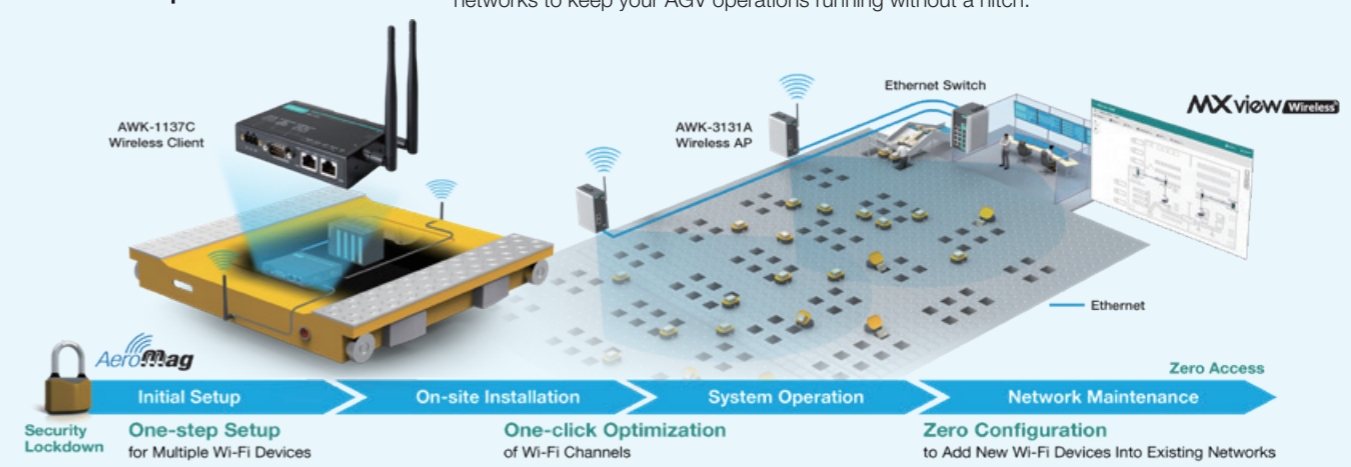 networks to keep your AGV operations running without a hitch.
Ethernet Switch
MXview Wireless
AWK-1137C
Wireless Client
AWK-3131A
Wireless AP
Ethernet
AeroMag
Zero Access
Initial Setup
On-site Installation
System Operation
Network Maintenance
Security
Lockdown
One-step Setup
for Multiple Wi-Fi Devices
One-click Optimization
of Wi-Fi Channels
Zero Configuration
to Add New Wi-Fi Devices Into Existing Networks